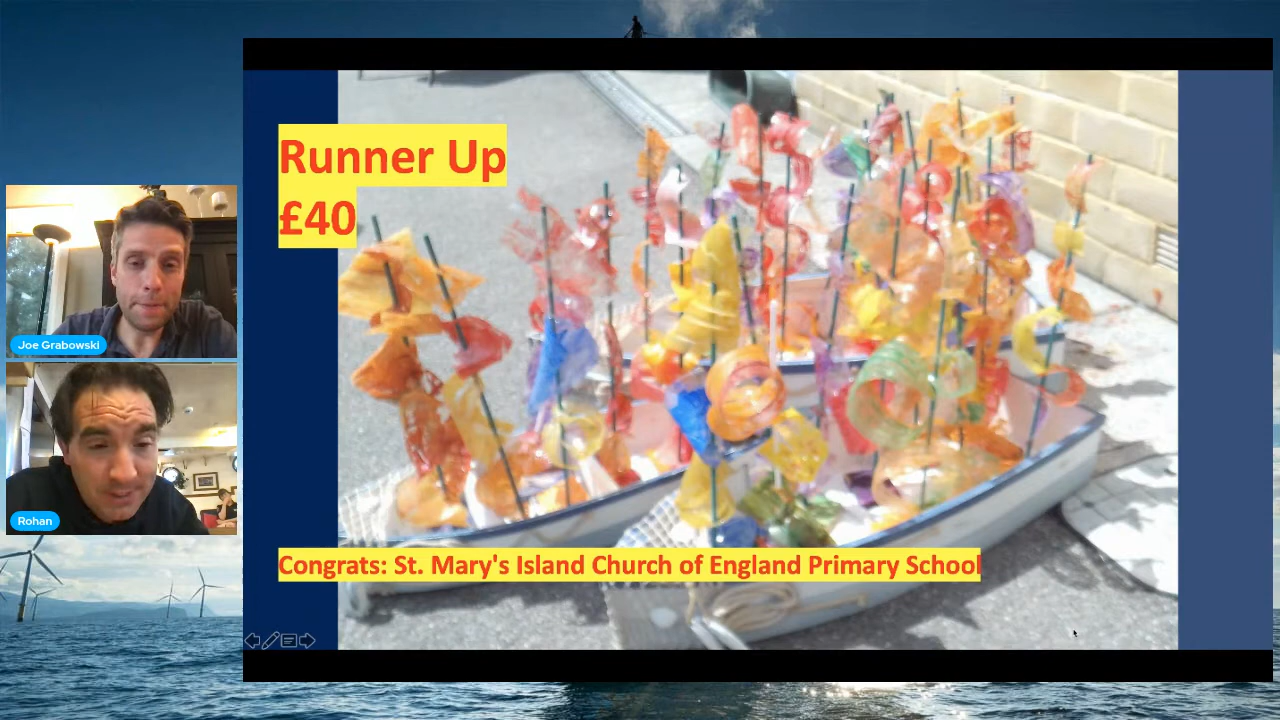 Runner Up
£40
Joe Grabowski
Rohan
Congrats: St. Mary's Island Church of England Primary School